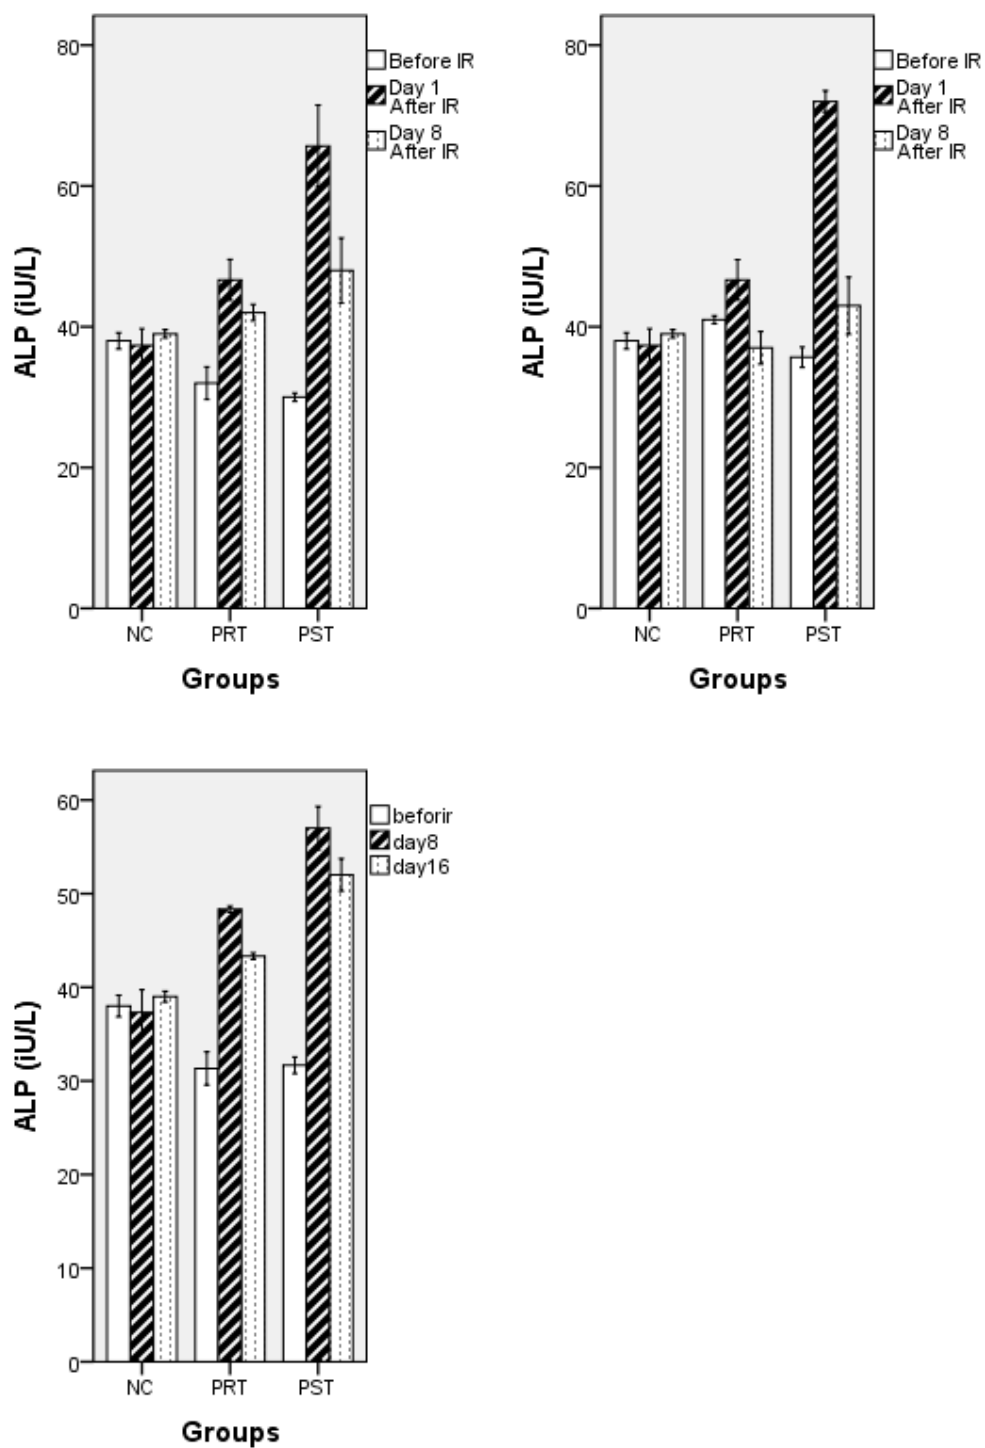 80
60
40
20
0
ALP (iU/L)
NC PRT PST
Groups
Before IR
Day 1
After IR
Day 8
After IR
80
60
40
20
0
ALP (iU/L)
NC PRT PST
Groups
Before IR
Day 1
After IR
Day 8
After IR
60
50
40
30
20
10
0
ALP (iU/L)
NC PRT PST
Groups
beforir
day8
day16